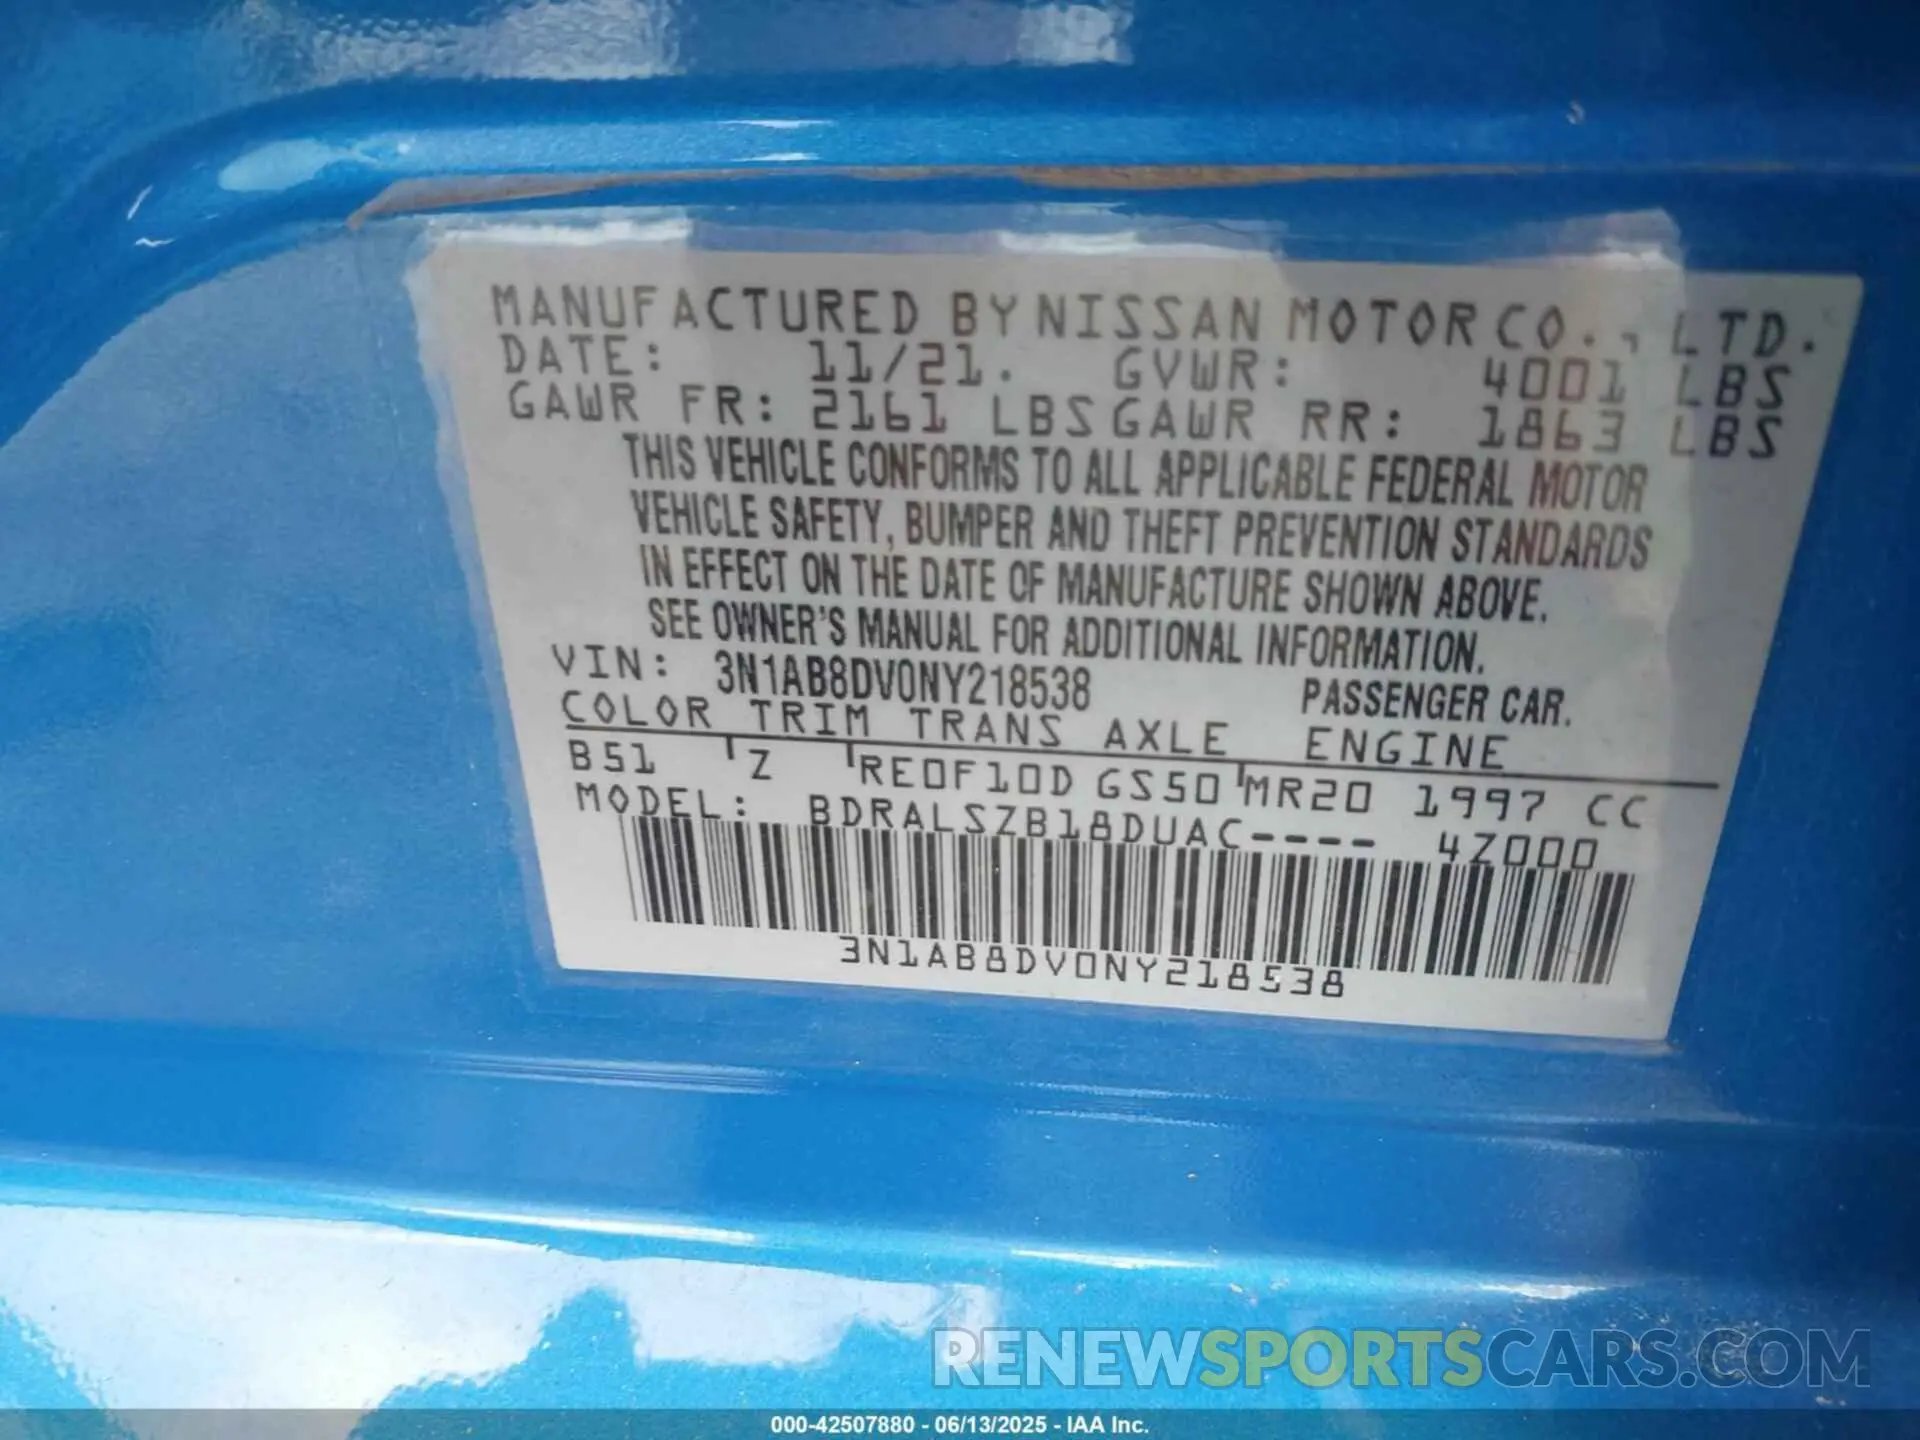 MANUFACTURED BY NISSAN MOTOR CO., LTD.
DATE: 11/21. GVWR: 4001 LBS
GAWR FR: 2161 LBS GAWR RR: 1863 LBS
THIS VEHICLE CONFORMS TO ALL APPLICABLE FEDERAL MOTOR
VEHICLE SAFETY, BUMPER AND THEFT PREVENTION STANDARDS
IN EFFECT ON THE DATE OF MANUFACTURE SHOWN ABOVE.
SEE OWNER'S MANUAL FOR ADDITIONAL INFORMATION.
VIN: 3N1AB8DV0NY218538 PASSENGER CAR.
COLOR TRIM TRANS AXLE ENGINE
B51 Z RE0F10D GS50 MR20 1997 CC
MODEL: BDRALSZB18DUAC---- 4Z000
3N1AB8DV0NY218538
RENEWSPORTSCARS.COM
000-42507880 - 06/13/2025 - IAA Inc.